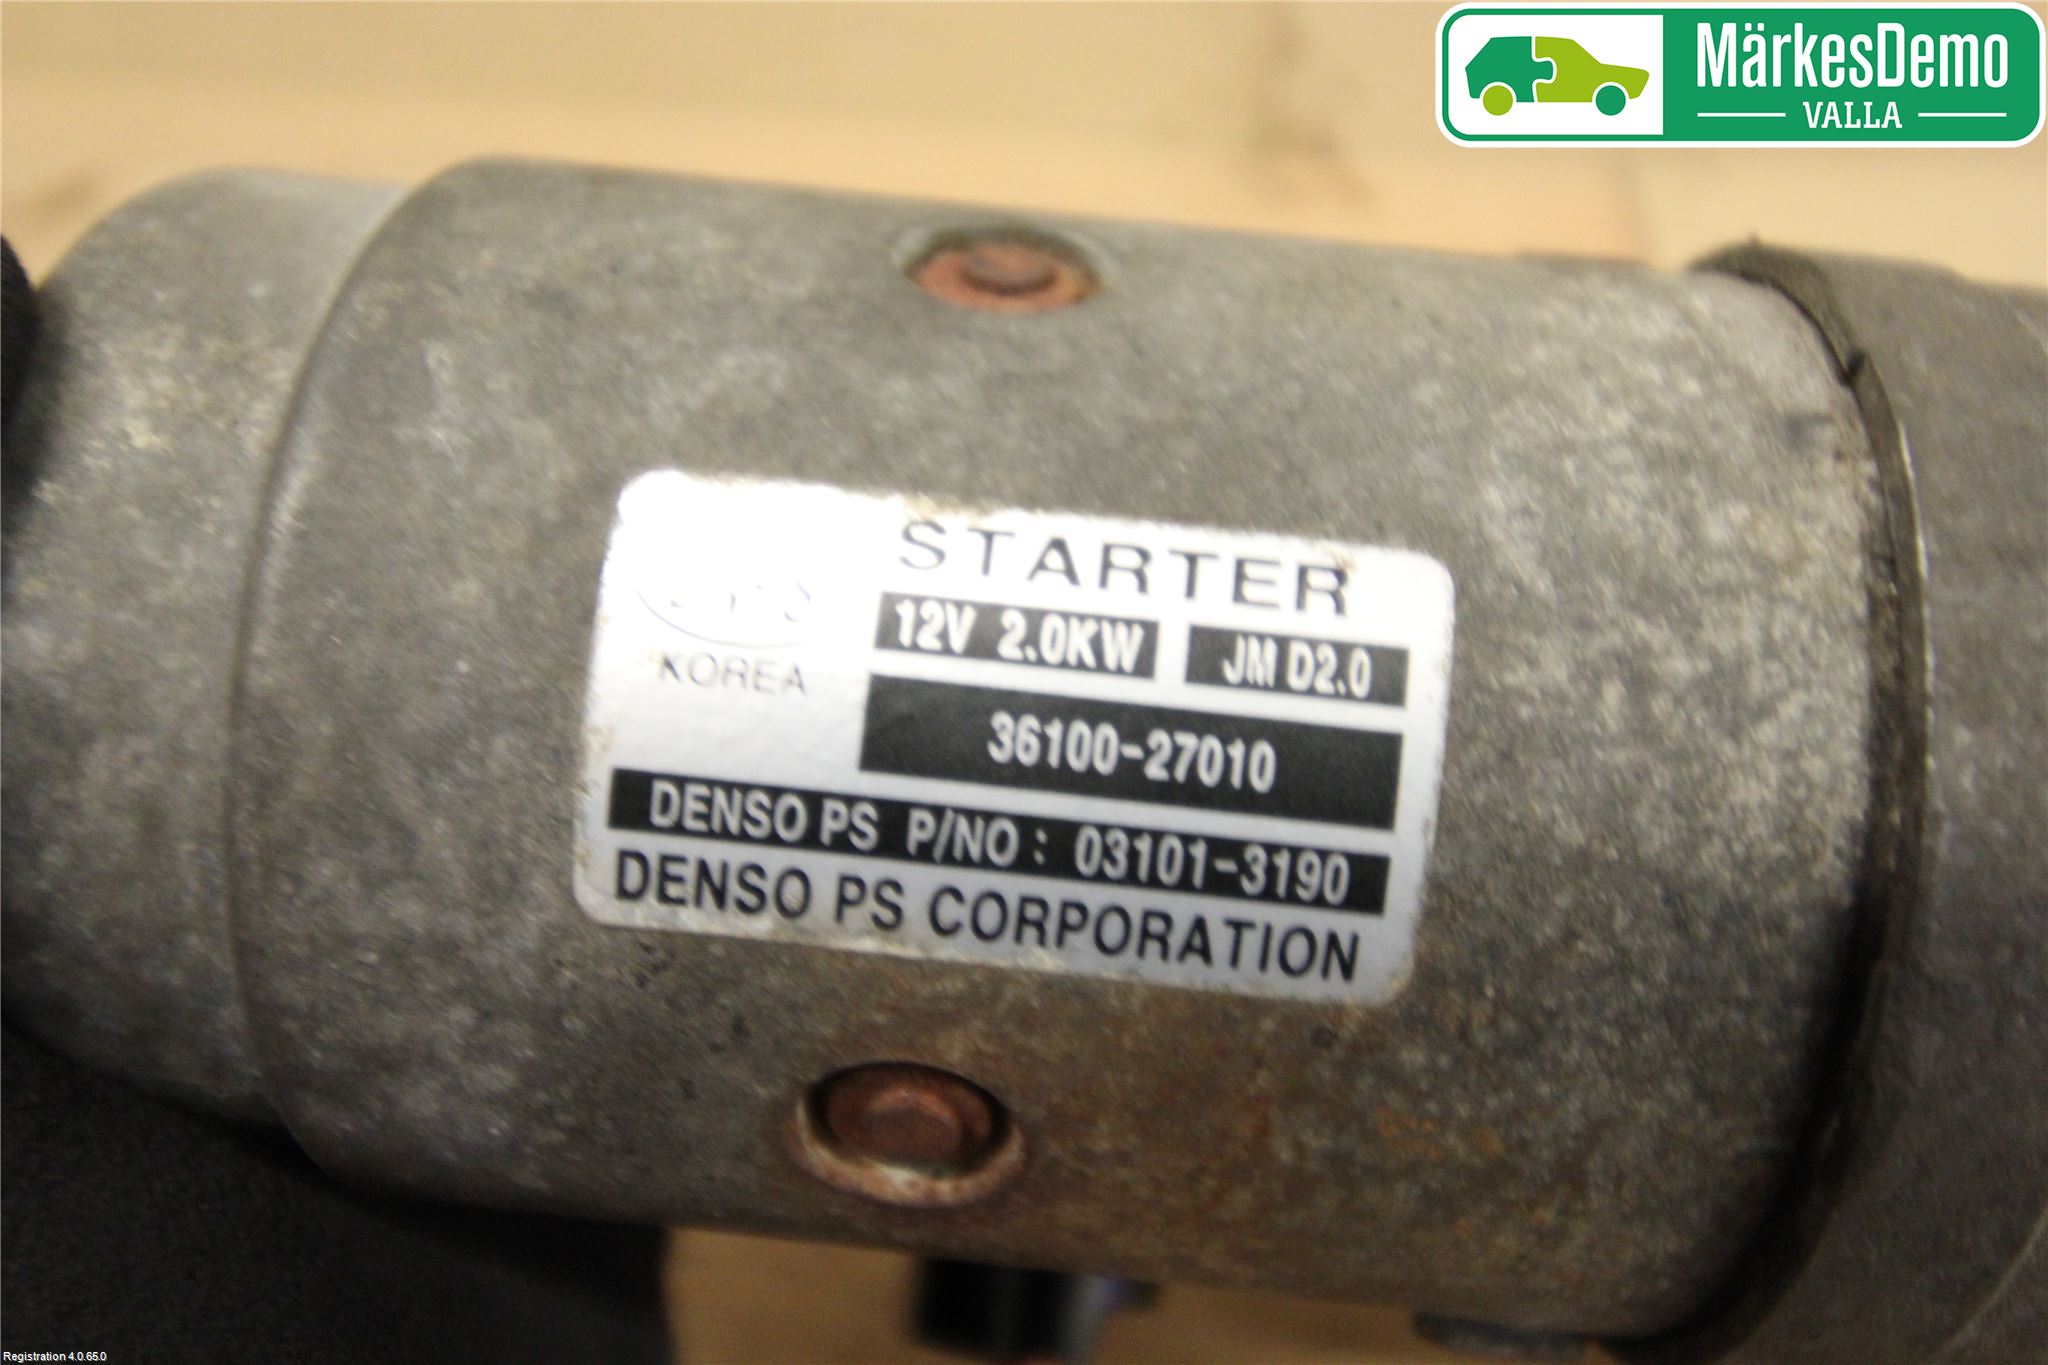 MärkesDemo
VALLA
STARTER
12V 2.0KW JM D2.0
KOREA
36100-27010
DENSO PS P/NO : 03101-3190
DENSO PS CORPORATION
Registration 4.0.65.0